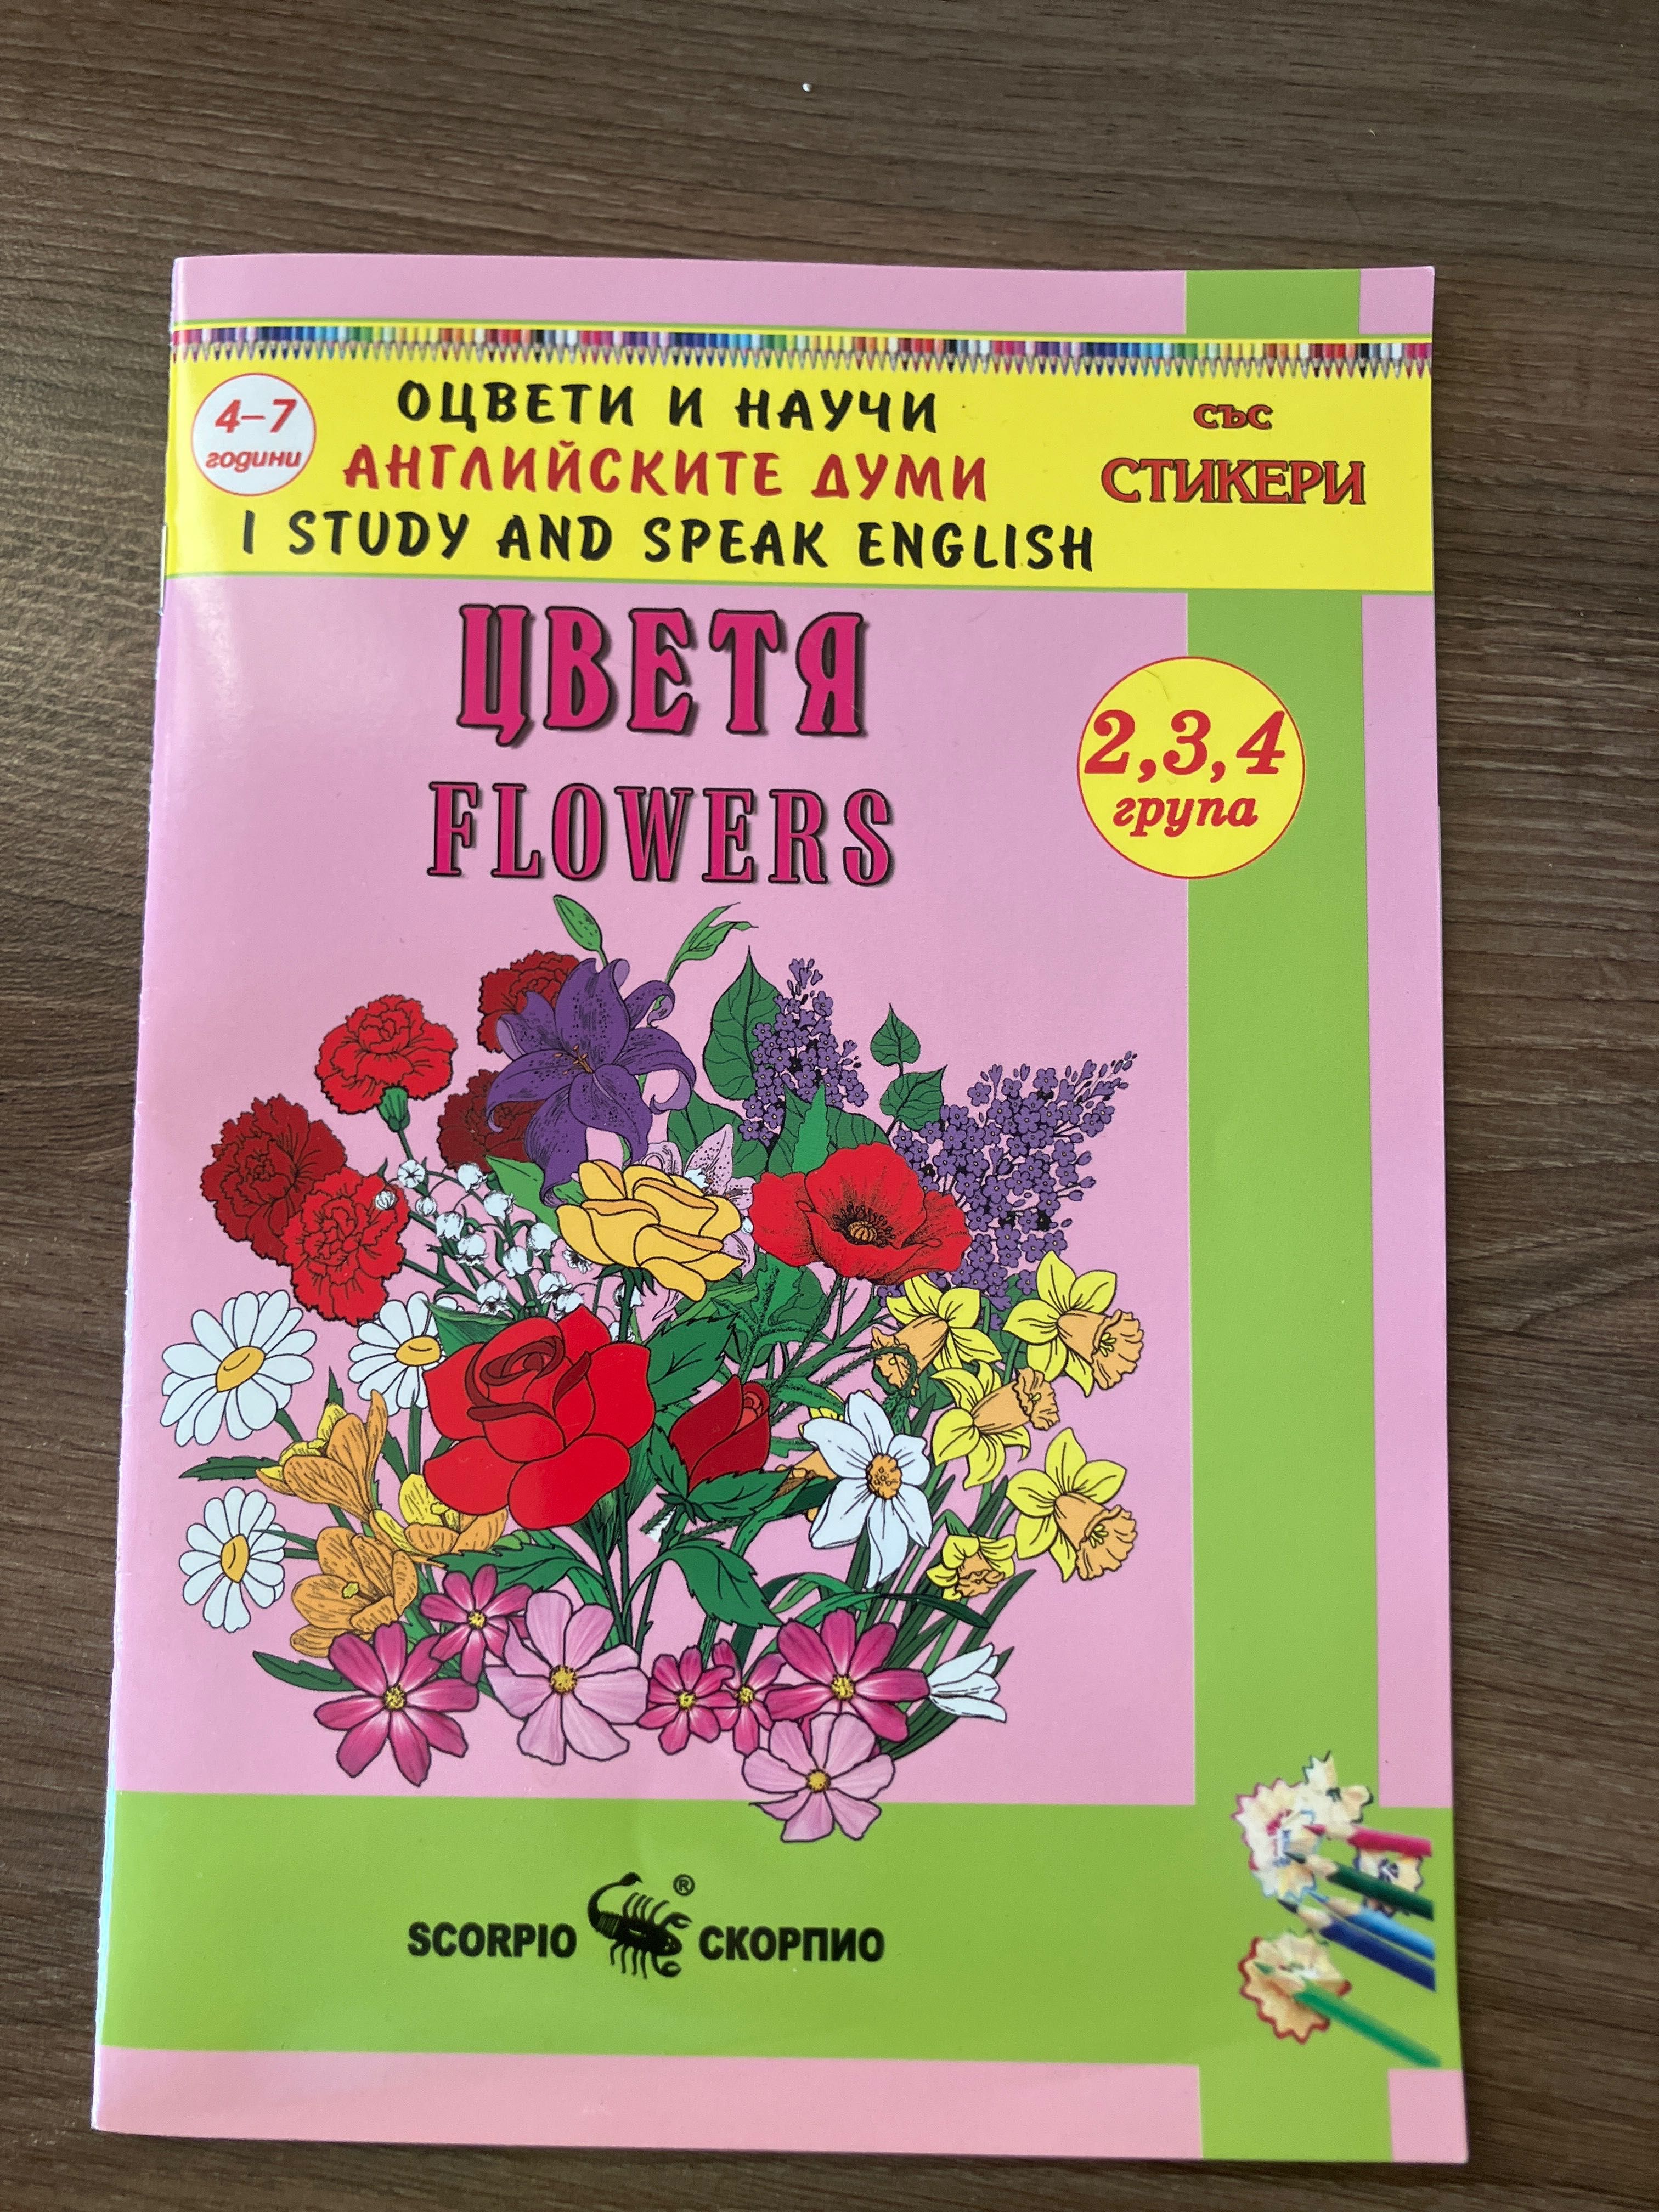 4-7
години
ОЦВЕТИ И НАУЧИ
АНГЛИЙСКИТЕ ДУМИ
I STUDY AND SPEAK ENGLISH
със
СТИКЕРИ
ЦВЕТЯ
FLOWERS
2,3,4
група
SCORPIO ® СКОРПИО